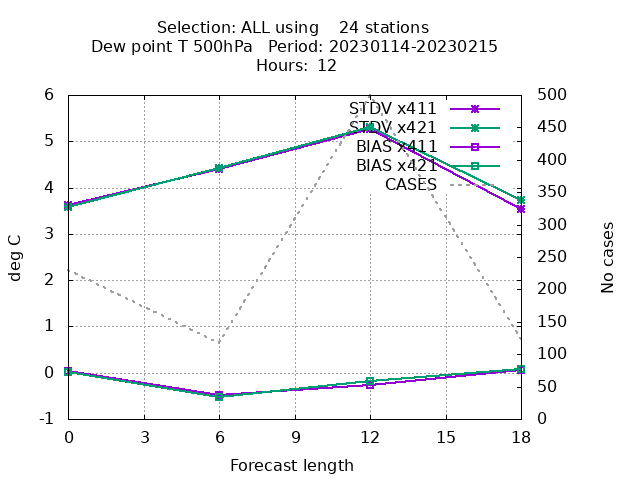 Selection: ALL using    24 stations
Dew point T 500hPa   Period: 20230114-20230215
Hours: 12
STDV x411
STDV x421
BIAS x411
BIAS x421
CASES
6
5
4
3
2
1
0
-1
500
450
400
350
300
250
200
150
100
50
0
deg C
No cases
0 3 6 9 12 15 18
Forecast length